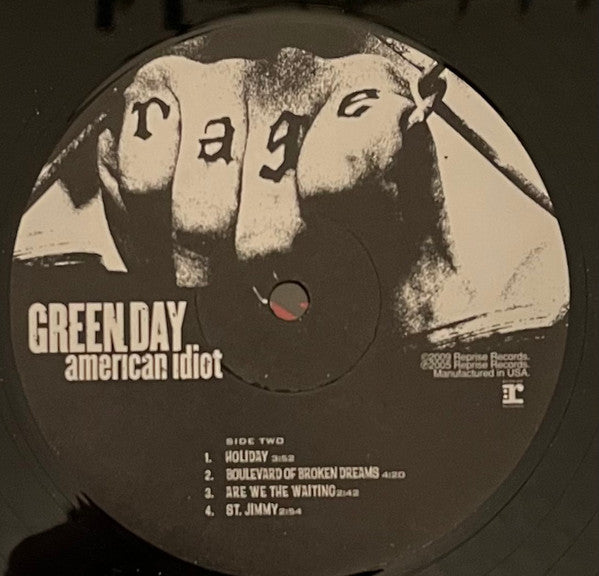 rage
GREEN DAY
american idiot
©2009 Reprise Records.
℗2005 Reprise Records.
Manufactured in USA.
r
SIDE TWO
1. HOLIDAY 3:52
2. BOULEVARD OF BROKEN DREAMS 4:20
3. ARE WE THE WAITING 2:42
4. ST. JIMMY 2:54